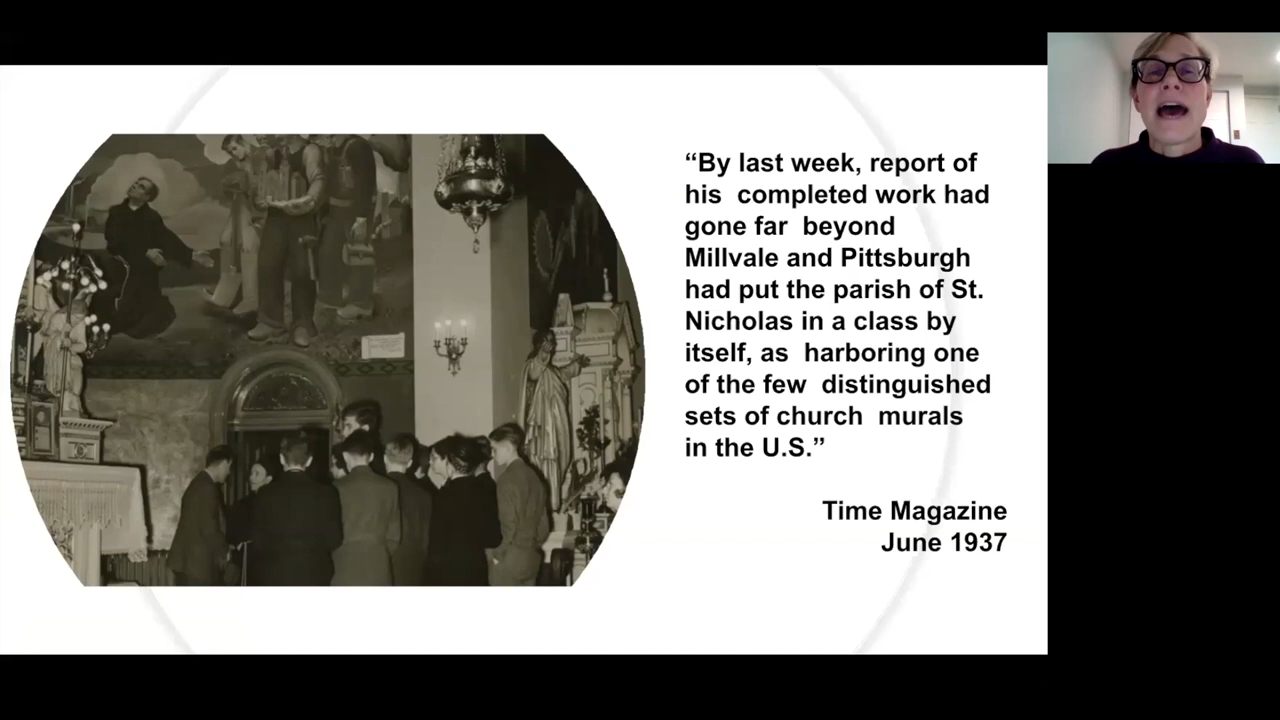 “By last week, report of
his completed work had
gone far beyond
Millvale and Pittsburgh
had put the parish of St.
Nicholas in a class by
itself, as harboring one
of the few distinguished
sets of church murals
in the U.S.”
Time Magazine
June 1937